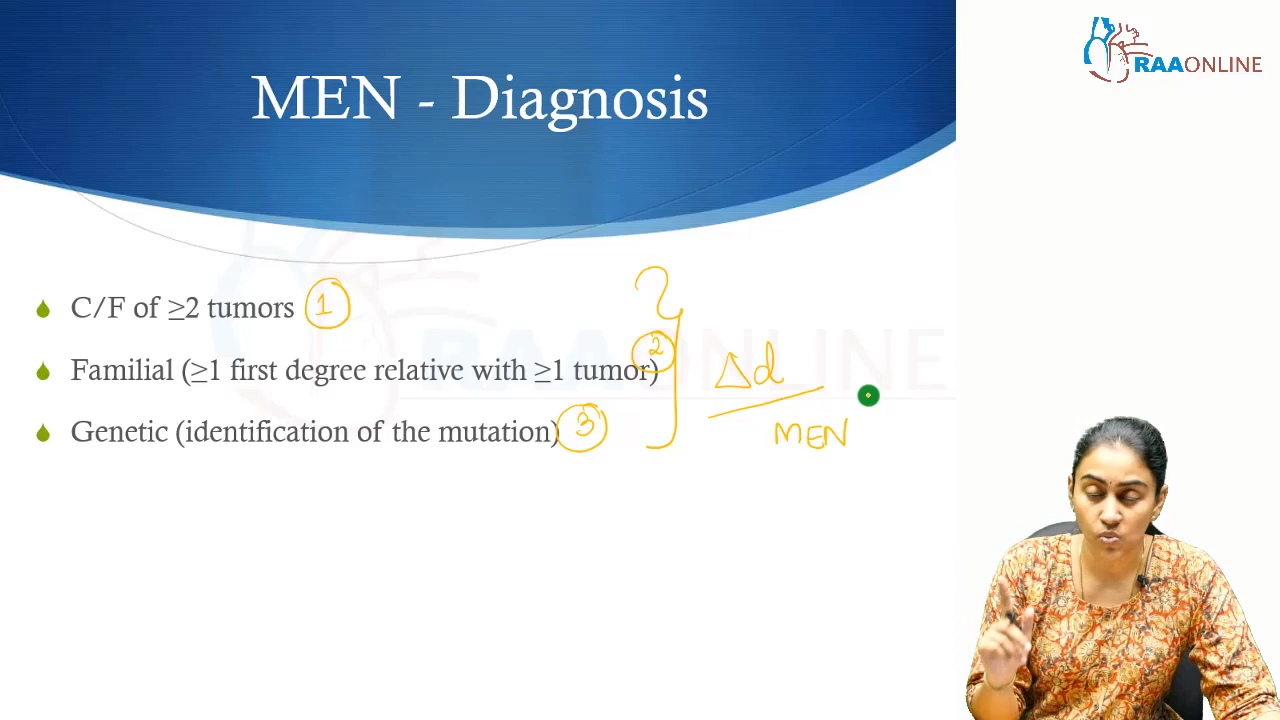 RAAONLINE
MEN - Diagnosis
C/F of ≥2 tumors 1
Familial (≥1 first degree relative with ≥1 tumor) 2
Genetic (identification of the mutation) 3
Δd
MEN
RAAONLINE